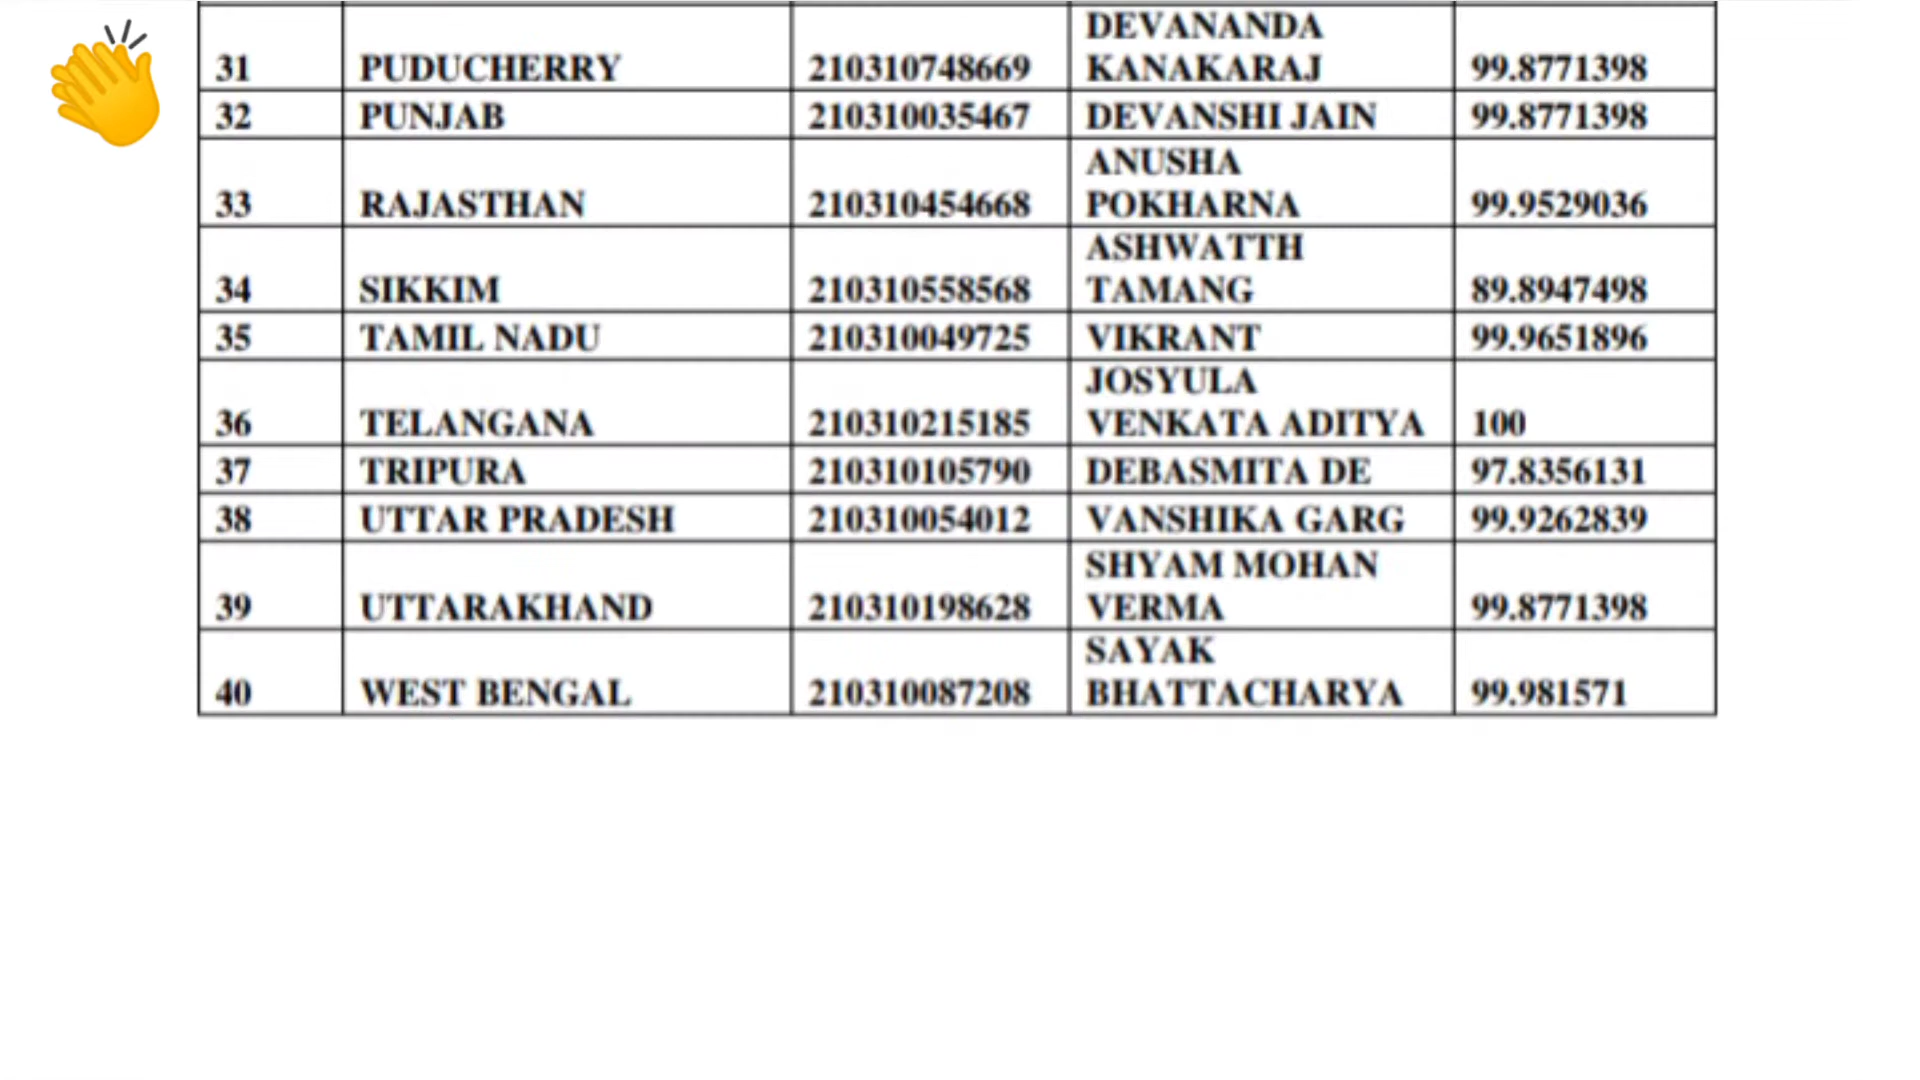 DEVANANDA
31 PUDUCHERRY 210310748669 KANAKARAJ 99.8771398
32 PUNJAB 210310035467 DEVANSHI JAIN 99.8771398
ANUSHA
33 RAJASTHAN 210310454668 POKHARNA 99.9529036
ASHWATTH
34 SIKKIM 210310558568 TAMANG 89.8947498
35 TAMIL NADU 210310049725 VIKRANT 99.9651896
JOSYULA
36 TELANGANA 210310215185 VENKATA ADITYA 100
37 TRIPURA 210310105790 DEBASMITA DE 97.8356131
38 UTTAR PRADESH 210310054012 VANSHIKA GARG 99.9262839
SHYAM MOHAN
39 UTTARAKHAND 210310198628 VERMA 99.8771398
SAYAK
40 WEST BENGAL 210310087208 BHATTACHARYA 99.981571